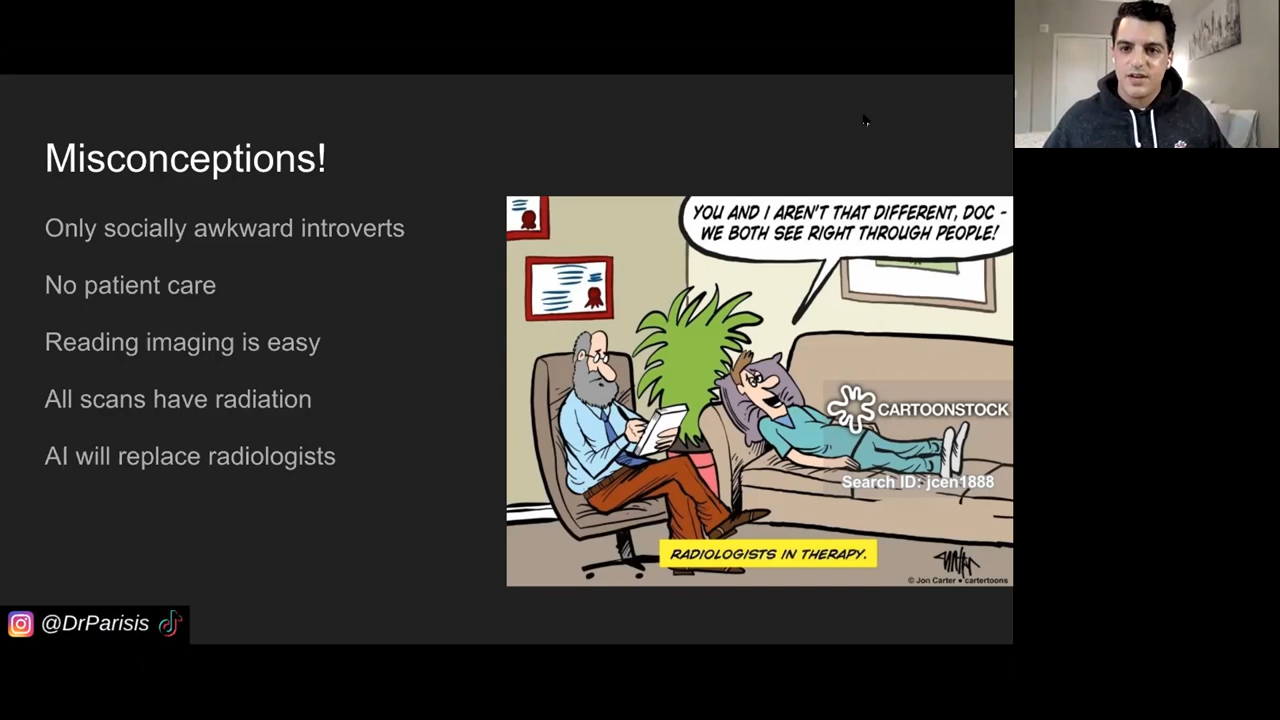 Misconceptions!
Only socially awkward introverts
No patient care
Reading imaging is easy
All scans have radiation
AI will replace radiologists
YOU AND I AREN'T THAT DIFFERENT, DOC -
WE BOTH SEE RIGHT THROUGH PEOPLE!
CARTOONSTOCK
Search ID: jcen1888
RADIOLOGISTS IN THERAPY.
© Jon Carter • cartertoons
@DrParisis